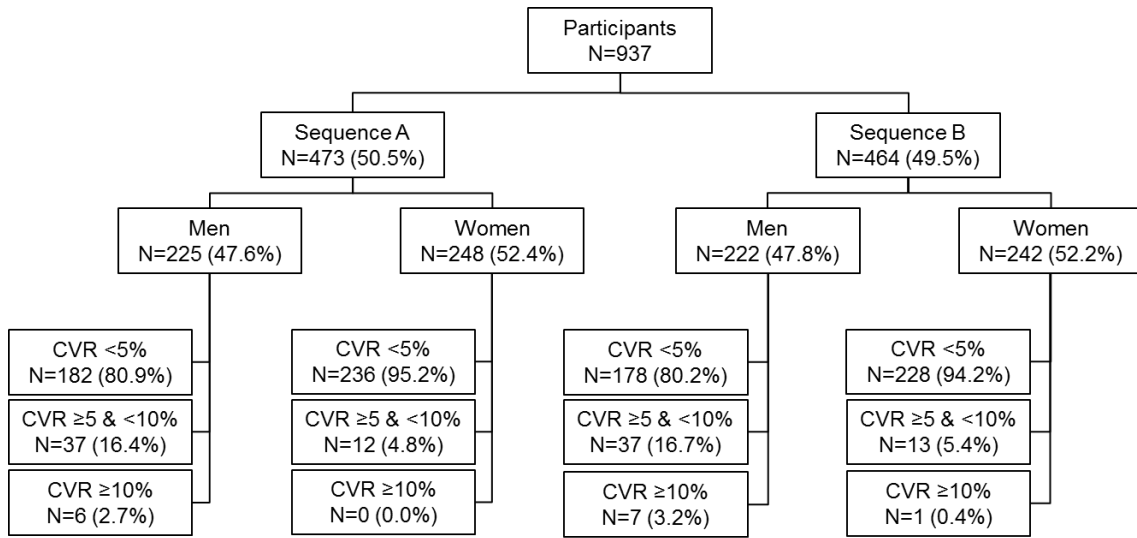 Participants
N=937
Sequence A
N=473 (50.5%)
Sequence B
N=464 (49.5%)
Men
N=225 (47.6%)
Women
N=248 (52.4%)
Men
N=222 (47.8%)
Women
N=242 (52.2%)
CVR <5%
N=182 (80.9%)
CVR ≥5 & <10%
N=37 (16.4%)
CVR ≥10%
N=6 (2.7%)
CVR <5%
N=236 (95.2%)
CVR ≥5 & <10%
N=12 (4.8%)
CVR ≥10%
N=0 (0.0%)
CVR <5%
N=178 (80.2%)
CVR ≥5 & <10%
N=37 (16.7%)
CVR ≥10%
N=7 (3.2%)
CVR <5%
N=228 (94.2%)
CVR ≥5 & <10%
N=13 (5.4%)
CVR ≥10%
N=1 (0.4%)